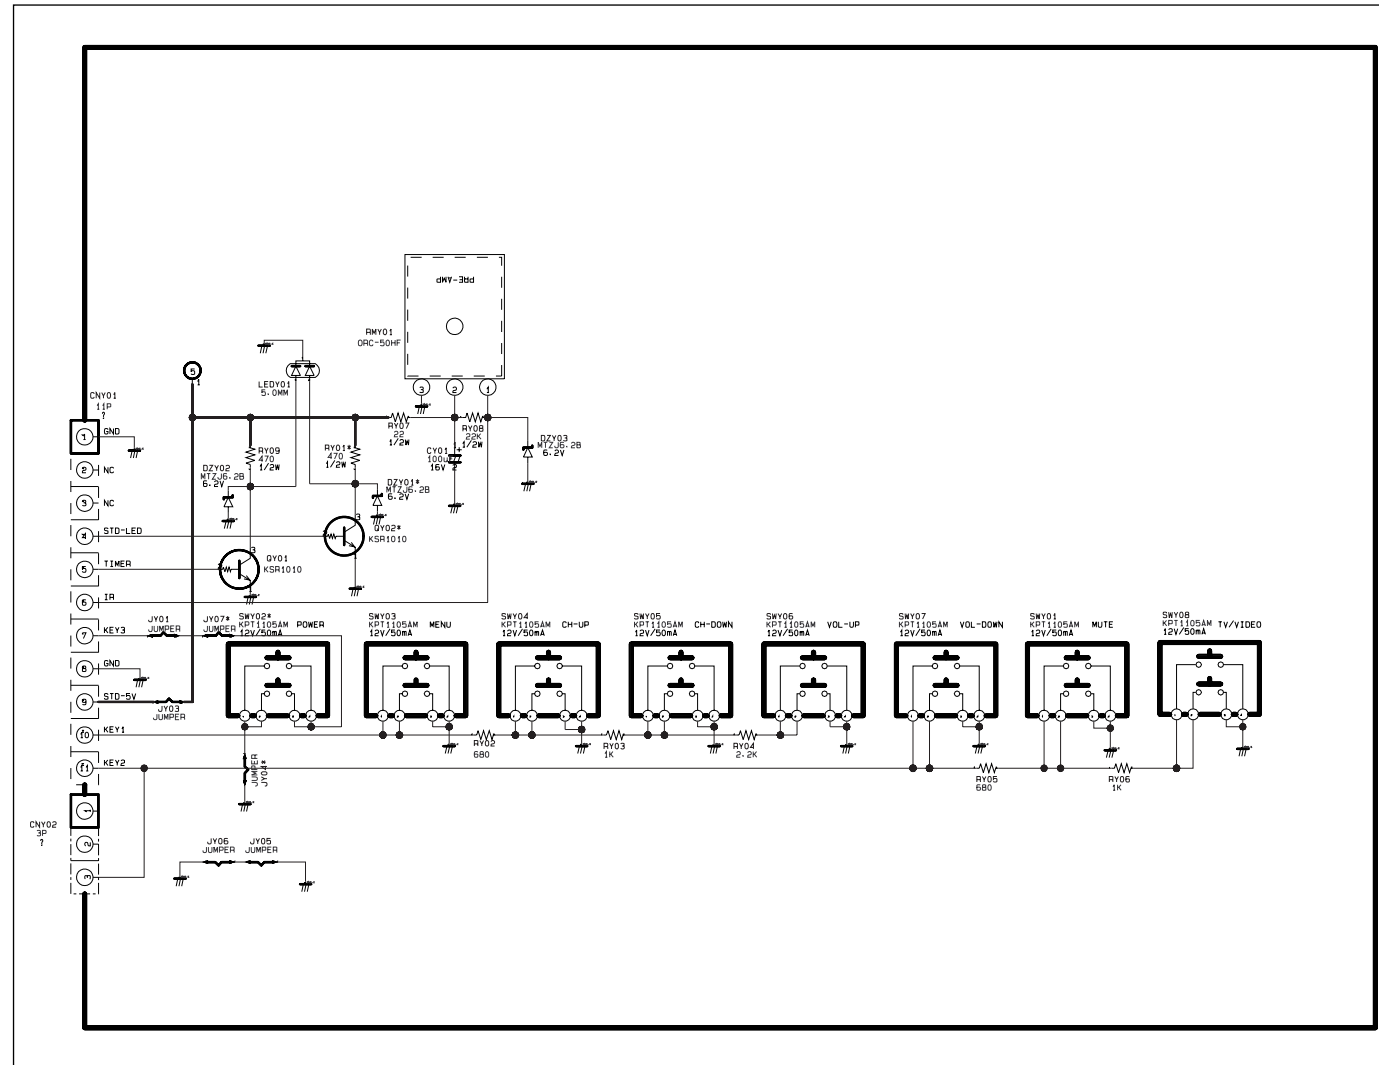 PRE-AMP
RMY01
ORC-50HF
3
2
1
5
1
LEDY01
5.0MM
CNY01
11P
?
RY09
470
1/2W
RY01*
470
1/2W
RY07
22
1/2W
RY08
22K
1/2W
CY01
100u
16V
+
2
DZY03
MTZJ6.2B
6.2V
DZY02
MTZJ6.2B
6.2V
DZY01*
MTZJ6.2B
6.2V
3
QY02*
KSR1010
1
3
QY01
KSR1010
1 GND
2 NC
3 NC
4 STD-LED
5 TIMER
6 IR
7 KEY3
8 GND
9 STD-5V
10 KEY1
11 KEY2
JY01
JUMPER
JY07*
JUMPER
JY03
JUMPER
SWY02*
KPT1105AM POWER
12V/50mA
SWY03
KPT1105AM MENU
12V/50mA
SWY04
KPT1105AM CH-UP
12V/50mA
SWY05
KPT1105AM CH-DOWN
12V/50mA
SWY06
KPT1105AM VOL-UP
12V/50mA
SWY07
KPT1105AM VOL-DOWN
12V/50mA
SWY01
KPT1105AM MUTE
12V/50mA
SWY08
KPT1105AM TV/VIDEO
12V/50mA
RY02
680
RY03
1K
RY04
2.2K
RY05
680
RY06
1K
JUMPER
JY04*
CNY02
3P
?
1
2
3
JY06
JUMPER
JY05
JUMPER